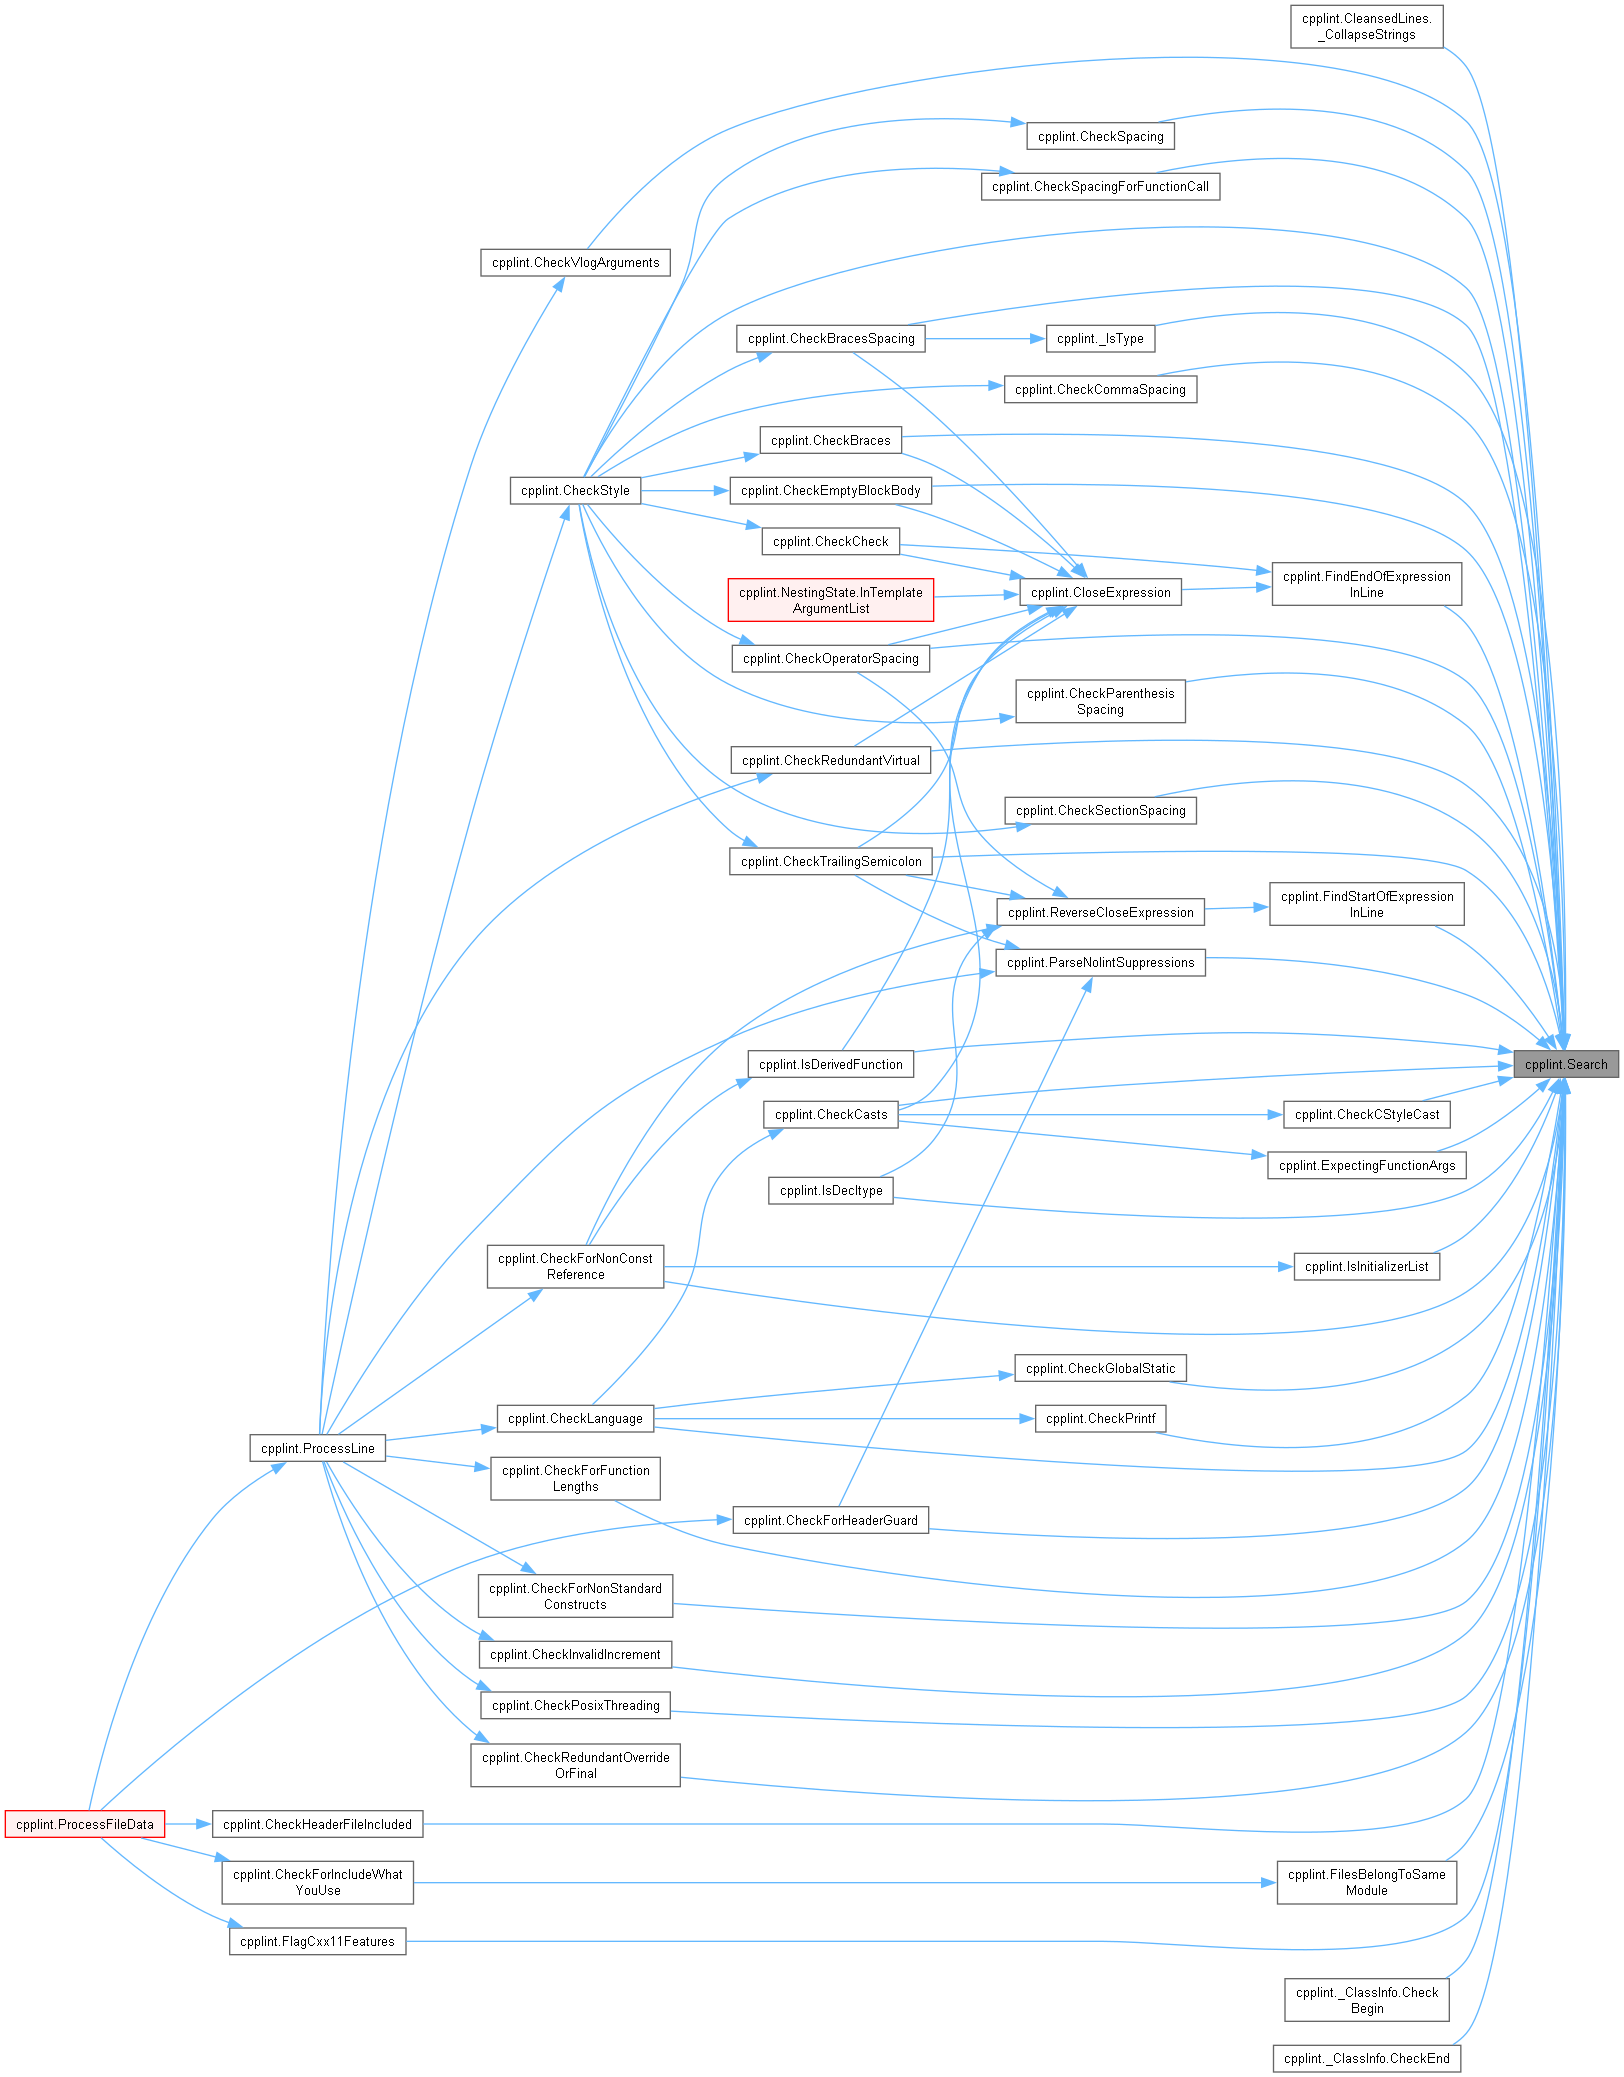 cpplint.CleansedLines.
_CollapseStrings
cpplint.CheckSpacing
cpplint.CheckSpacingForFunctionCall
cpplint.CheckVlogArguments
cpplint.CheckBracesSpacing
cpplint._IsType
cpplint.CheckCommaSpacing
cpplint.CheckBraces
cpplint.CheckStyle
cpplint.CheckEmptyBlockBody
cpplint.CheckCheck
cpplint.FindEndOfExpression
InLine
cpplint.NestingState.InTemplate
ArgumentList
cpplint.CloseExpression
cpplint.CheckOperatorSpacing
cpplint.CheckParenthesis
Spacing
cpplint.CheckRedundantVirtual
cpplint.CheckSectionSpacing
cpplint.CheckTrailingSemicolon
cpplint.FindStartOfExpression
InLine
cpplint.ReverseCloseExpression
cpplint.ParseNolintSuppressions
cpplint.IsDerivedFunction
cpplint.Search
cpplint.CheckCasts
cpplint.CheckCStyleCast
cpplint.ExpectingFunctionArgs
cpplint.IsDecltype
cpplint.CheckForNonConst
Reference
cpplint.IsInitializerList
cpplint.CheckGlobalStatic
cpplint.CheckLanguage
cpplint.CheckPrintf
cpplint.ProcessLine
cpplint.CheckForFunction
Lengths
cpplint.CheckForHeaderGuard
cpplint.CheckForNonStandard
Constructs
cpplint.CheckInvalidIncrement
cpplint.CheckPosixThreading
cpplint.CheckRedundantOverride
OrFinal
cpplint.ProcessFileData
cpplint.CheckHeaderFileIncluded
cpplint.CheckForIncludeWhat
YouUse
cpplint.FilesBelongToSame
Module
cpplint.FlagCxx11Features
cpplint._ClassInfo.Check
Begin
cpplint._ClassInfo.CheckEnd